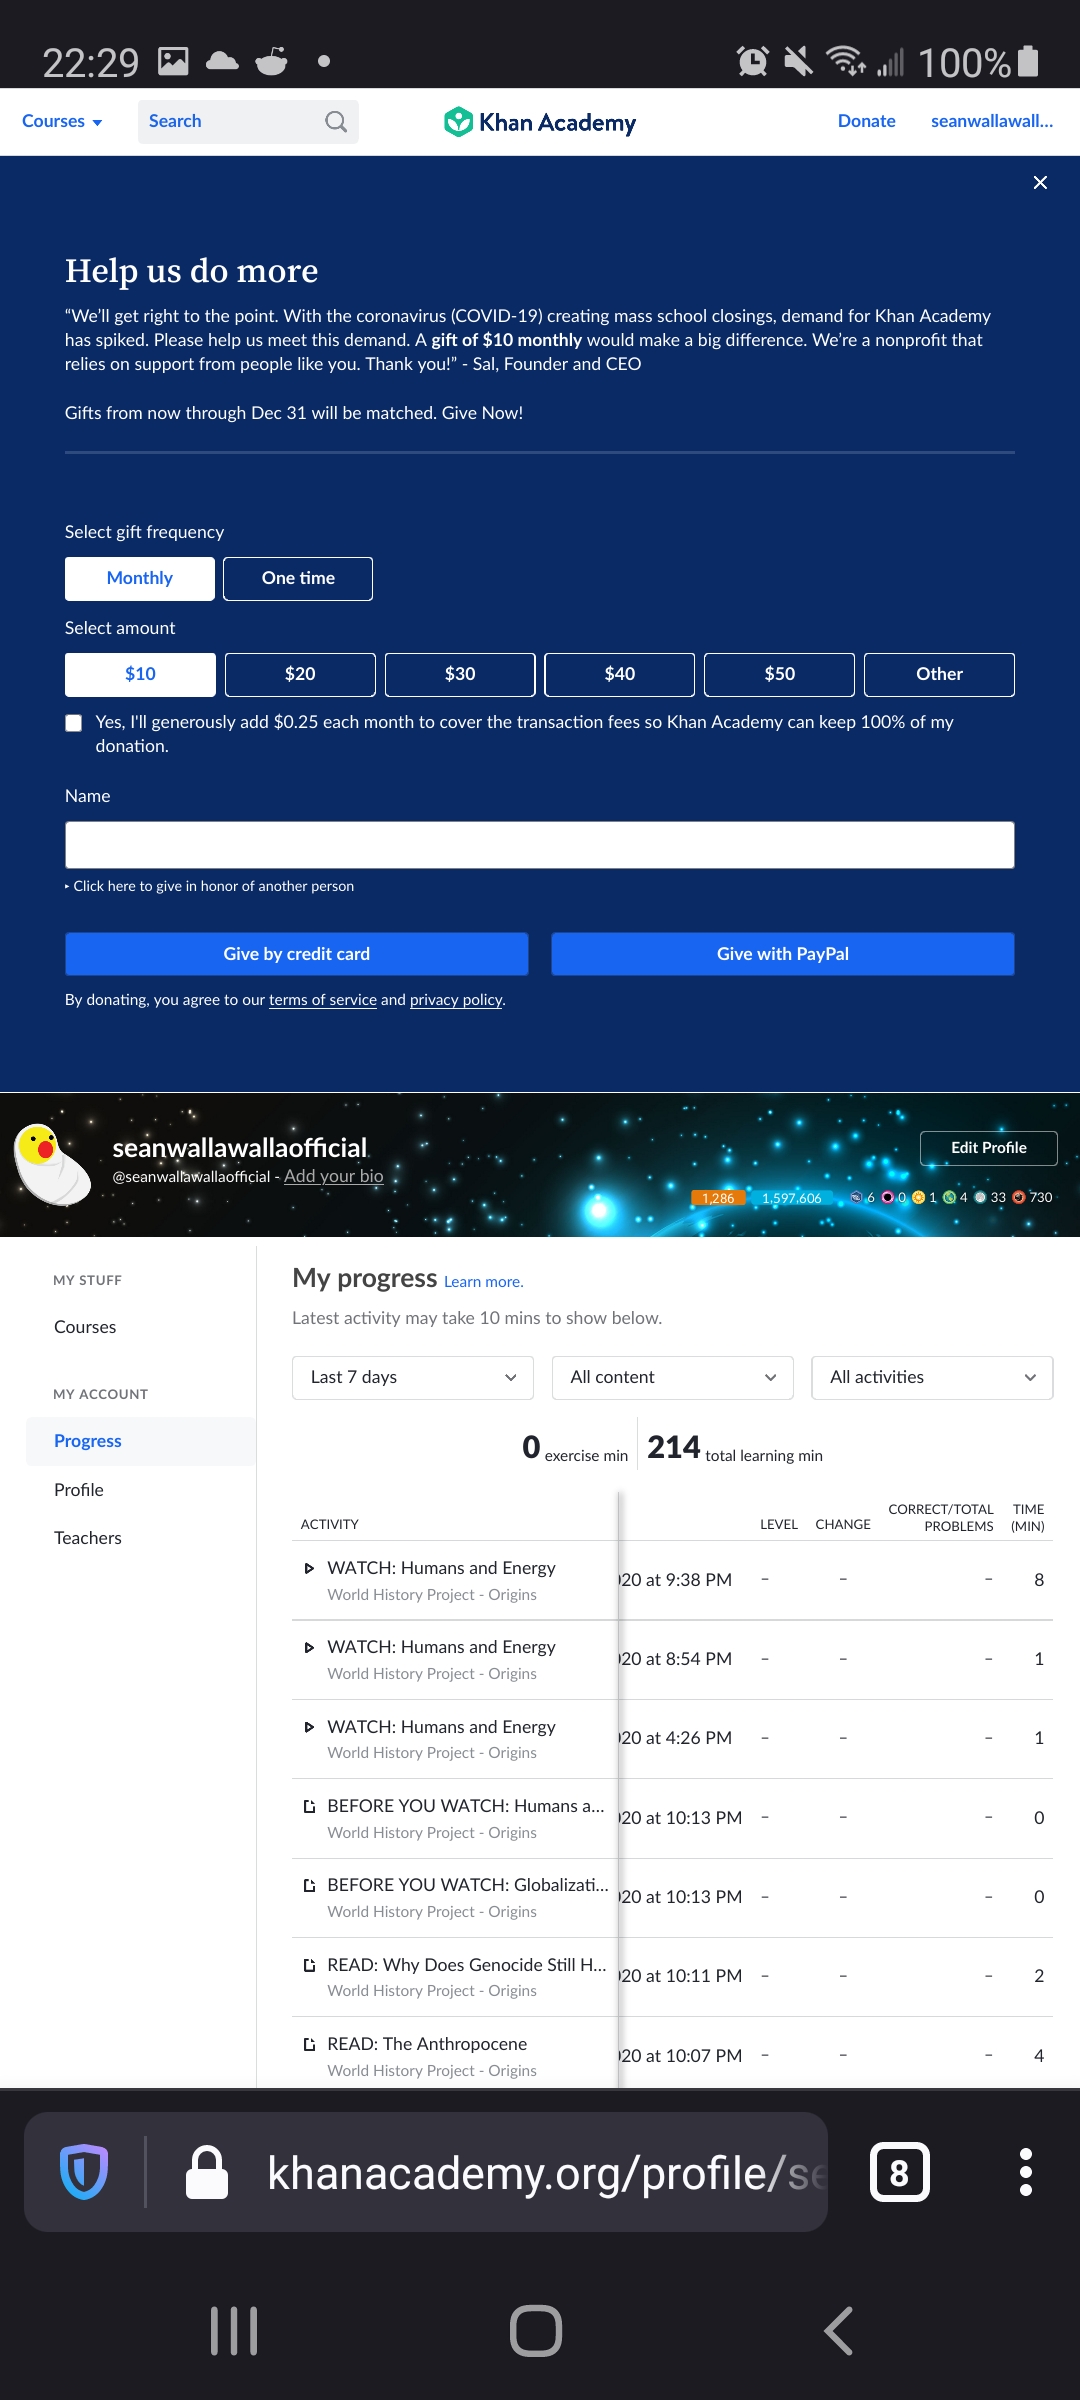 22:29
100%
Courses
Search
Khan Academy
Donate
seanwallawall...
Help us do more
“We’ll get right to the point. With the coronavirus (COVID-19) creating mass school closings, demand for Khan Academy
has spiked. Please help us meet this demand. A gift of $10 monthly would make a big difference. We’re a nonprofit that
relies on support from people like you. Thank you!” - Sal, Founder and CEO
Gifts from now through Dec 31 will be matched. Give Now!
Select gift frequency
Monthly
One time
Select amount
$10
$20
$30
$40
$50
Other
Yes, I'll generously add $0.25 each month to cover the transaction fees so Khan Academy can keep 100% of my
donation.
Name
Click here to give in honor of another person
Give by credit card
Give with PayPal
By donating, you agree to our terms of service and privacy policy.
seanwallawallaofficial
@seanwallawallaofficial - Add your bio
Edit Profile
1,286
1,597,606
6 0 1 4 33 730
MY STUFF
Courses
MY ACCOUNT
Progress
Profile
Teachers
My progress Learn more.
Latest activity may take 10 mins to show below.
Last 7 days
All content
All activities
0 exercise min
214 total learning min
ACTIVITY LEVEL CHANGE CORRECT/TOTAL PROBLEMS TIME (MIN)
WATCH: Humans and Energy
World History Project - Origins
20 at 9:38 PM – – – 8
WATCH: Humans and Energy
World History Project - Origins
20 at 8:54 PM – – – 1
WATCH: Humans and Energy
World History Project - Origins
20 at 4:26 PM – – – 1
BEFORE YOU WATCH: Humans a...
World History Project - Origins
20 at 10:13 PM – – – 0
BEFORE YOU WATCH: Globalizati...
World History Project - Origins
20 at 10:13 PM – – – 0
READ: Why Does Genocide Still H...
World History Project - Origins
20 at 10:11 PM – – – 2
READ: The Anthropocene
World History Project - Origins
20 at 10:07 PM – – – 4
khanacademy.org/profile/se
8